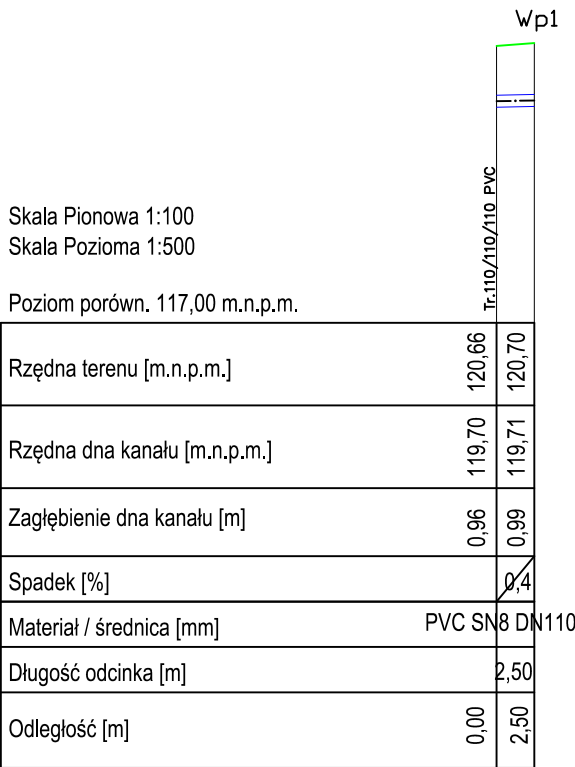 Wp1
Tr.110/110/110 PVC
Skala Pionowa 1:100
Skala Pozioma 1:500
Poziom porówn. 117,00 m.n.p.m.
Rzędna terenu [m.n.p.m.] 120,66 120,70
Rzędna dna kanału [m.n.p.m.] 119,70 119,71
Zagłębienie dna kanału [m] 0,96 0,99
Spadek [%] 0,4
Materiał / średnica [mm] PVC SN8 DN110
Długość odcinka [m] 2,50
Odległość [m] 0,00 2,50